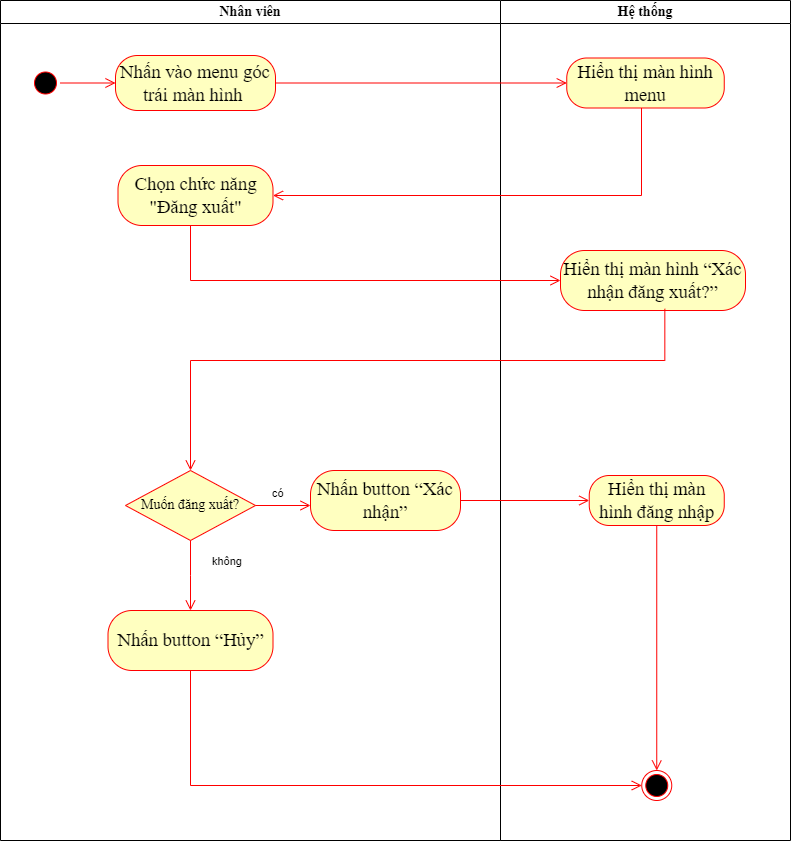 Nhân viên
Hệ thống
Nhấn vào menu góc
trái màn hình
Hiển thị màn hình
menu
Chọn chức năng
"Đăng xuất"
Hiển thị màn hình “Xác
nhận đăng xuất?”
Muốn đăng xuất?
có
Nhấn button “Xác
nhận”
Hiển thị màn
hình đăng nhập
không
Nhấn button “Hủy”